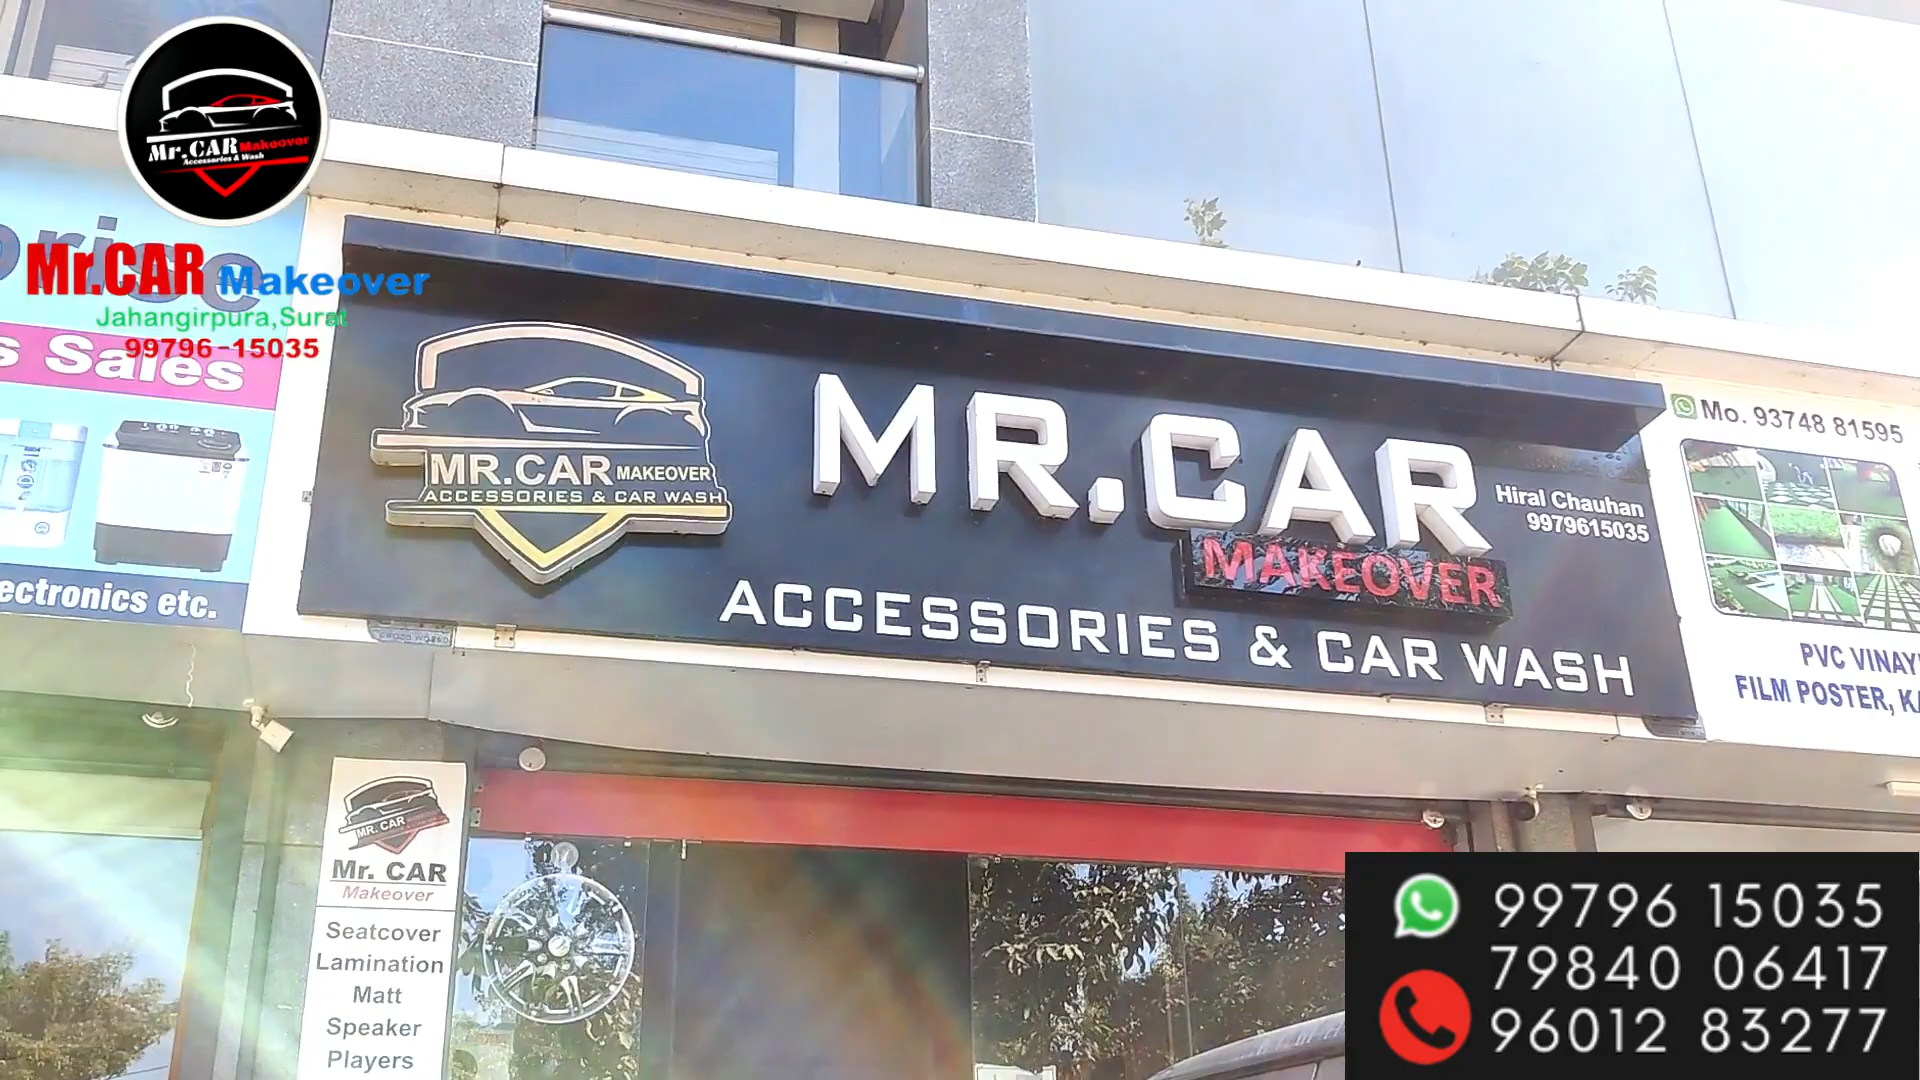 Mr.CAR Makeover
Accessories & Wash
Mr.CAR Makeover
Jahangirpura,Surat
99796-15035
s Sales
ectronics etc.
MR.CAR MAKEOVER
ACCESSORIES & CAR WASH
MR.CAR
MAKEOVER
ACCESSORIES & CAR WASH
Hiral Chauhan
9979615035
Mo. 93748 81595
PVC VINAY
FILM POSTER, KA
MR. CAR
Mr. CAR
Makeover
Seatcover
Lamination
Matt
Speaker
Players
99796 15035
79840 06417
96012 83277